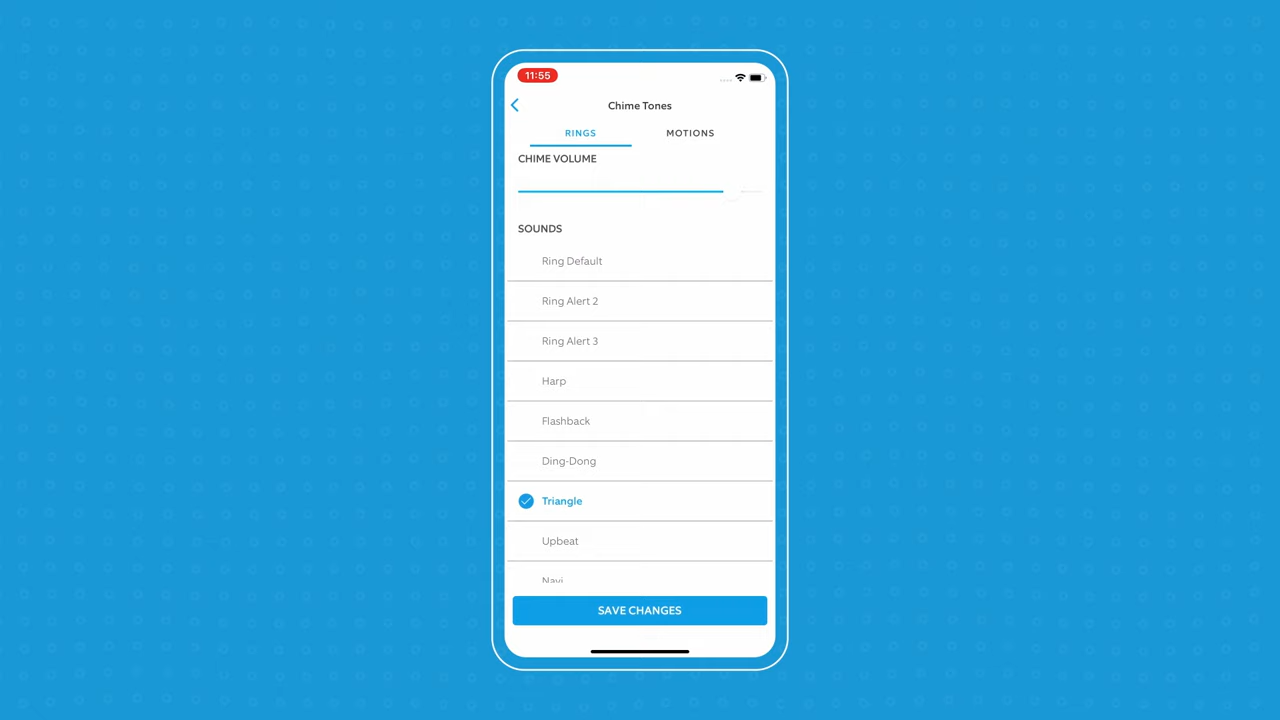 11:55
Chime Tones
RINGS
MOTIONS
CHIME VOLUME
SOUNDS
Ring Default
Ring Alert 2
Ring Alert 3
Harp
Flashback
Ding-Dong
Triangle
Upbeat
Navi
SAVE CHANGES